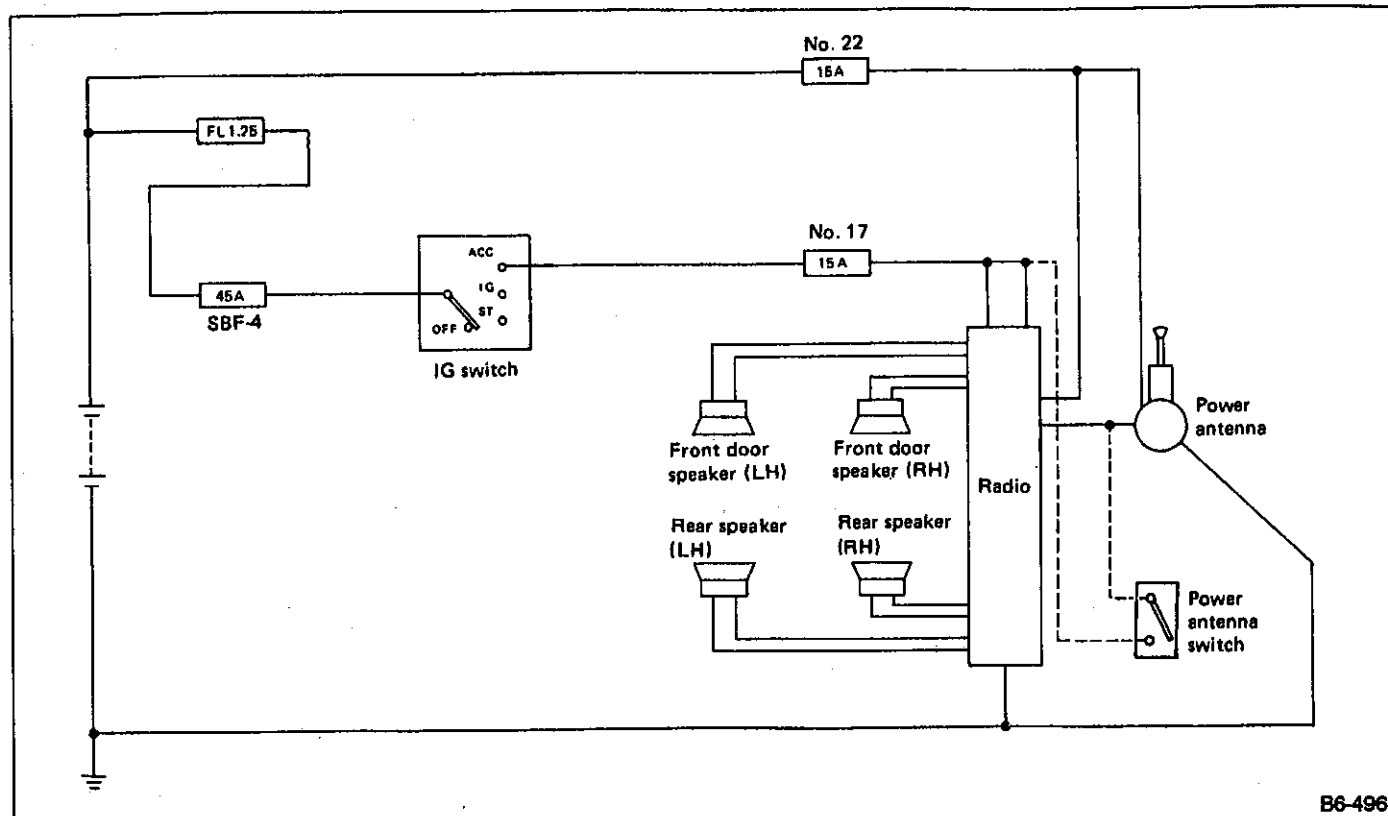 No. 22
15A
FL 1.25
No. 17
15A
ACC
IG
ST
OFF
45A
SBF-4
IG switch
Front door
speaker (LH)
Front door
speaker (RH)
Radio
Power
antenna
Rear speaker
(LH)
Rear speaker
(RH)
Power
antenna
switch
B6-496